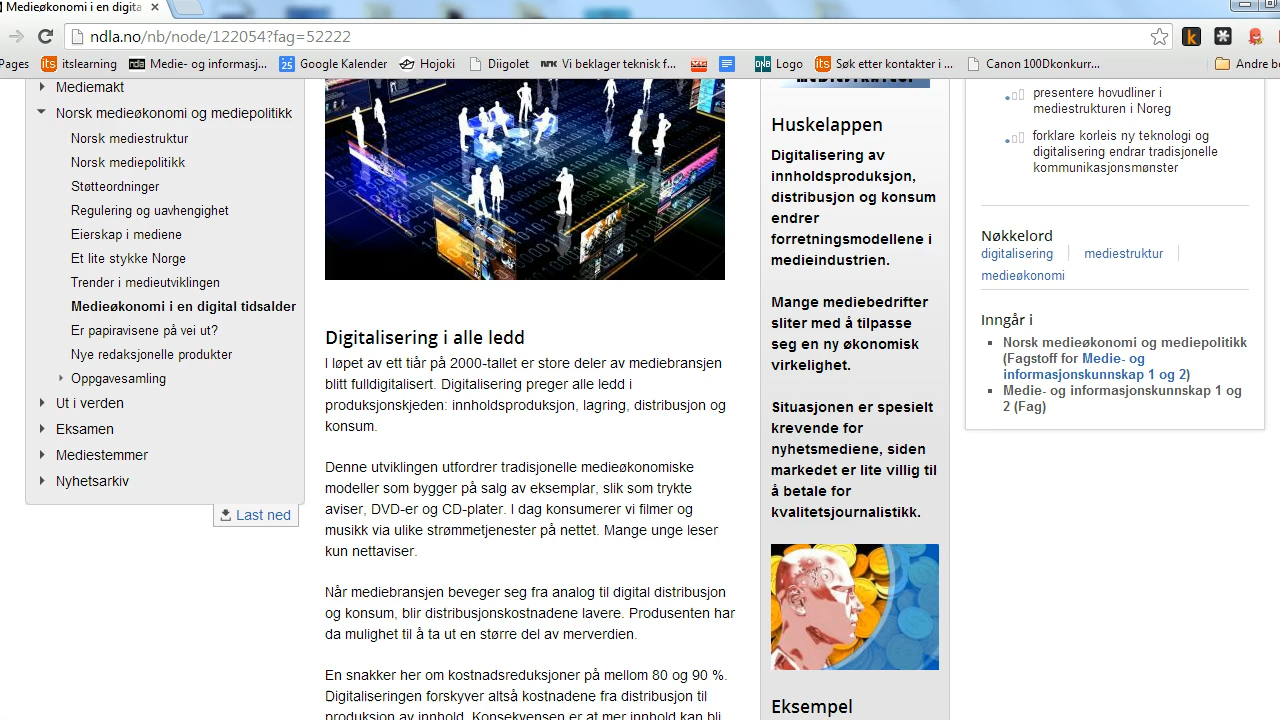 Medieøkonomi i en digita
ndla.no/nb/node/122054?fag=52222
Pages
itslearning
Medie- og informasj...
Google Kalender
Hojoki
Diigolet
Vi beklager teknisk f...
Logo
Søk etter kontakter i ...
Canon 100Dkonkurr...
Andre b
Mediemakt
Norsk medieøkonomi og mediepolitikk
Norsk mediestruktur
Norsk mediepolitikk
Støtteordninger
Regulering og uavhengighet
Eierskap i mediene
Et lite stykke Norge
Trender i medieutviklingen
Medieøkonomi i en digital tidsalder
Er papiravisene på vei ut?
Nye redaksjonelle produkter
Oppgavesamling
Ut i verden
Eksamen
Mediestemmer
Nyhetsarkiv
Last ned
Digitalisering i alle ledd
I løpet av ett tiår på 2000-tallet er store deler av mediebransjen
blitt fulldigitalisert. Digitalisering preger alle ledd i
produksjonskjeden: innholdsproduksjon, lagring, distribusjon og
konsum.
Denne utviklingen utfordrer tradisjonelle medieøkonomiske
modeller som bygger på salg av eksemplar, slik som trykte
aviser, DVD-er og CD-plater. I dag konsumerer vi filmer og
musikk via ulike strømmetjenester på nettet. Mange unge leser
kun nettaviser.
Når mediebransjen beveger seg fra analog til digital distribusjon
og konsum, blir distribusjonskostnadene lavere. Produsenten har
da mulighet til å ta ut en større del av merverdien.
En snakker her om kostnadsreduksjoner på mellom 80 og 90 %.
Digitaliseringen forskyver altså kostnadene fra distribusjon til
produksjon av innhold. Konsekvensen er at mer innhold kan bli
Huskelappen
Digitalisering av
innholdsproduksjon,
distribusjon og konsum
endrer
forretningsmodellene i
medieindustrien.
Mange mediebedrifter
sliter med å tilpasse
seg en ny økonomisk
virkelighet.
Situasjonen er spesielt
krevende for
nyhetsmediene, siden
markedet er lite villig til
å betale for
kvalitetsjournalistikk.
Eksempel
presentere hovudliner i
mediestrukturen i Noreg
forklare korleis ny teknologi og
digitalisering endrar tradisjonelle
kommunikasjonsmønster
Nøkkelord
digitalisering
mediestruktur
medieøkonomi
Inngår i
Norsk medieøkonomi og mediepolitikk
(Fagstoff for Medie- og
informasjonskunnskap 1 og 2)
Medie- og informasjonskunnskap 1 og
2 (Fag)